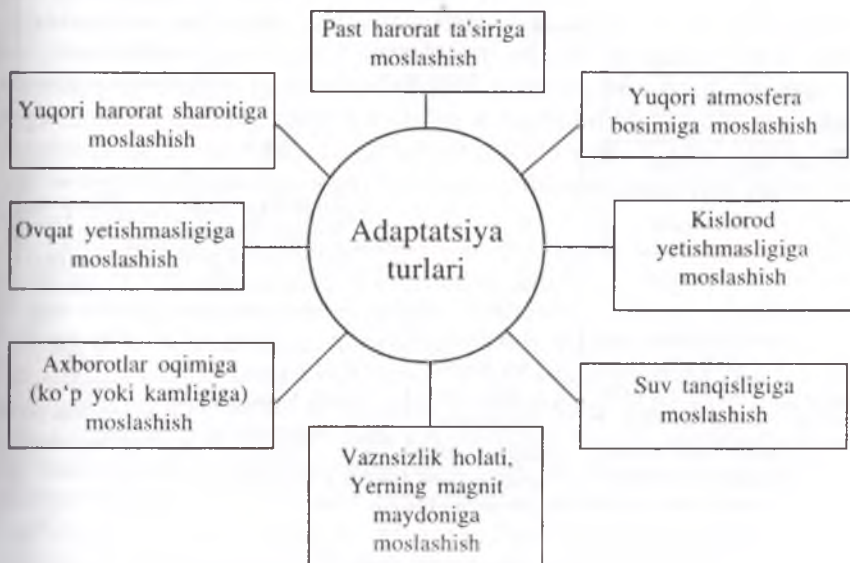 Past harorat ta'siriga
moslashish
Yuqori harorat sharoitiga
moslashish
Yuqori atmosfera
bosimiga moslashish
Ovqat yetishmasligiga
moslashish
Adaptatsiya
turlari
Kislorod
yetishmasligiga
moslashish
Axborotlar oqimiga
(ko‘p yoki kamligiga)
moslashish
Suv tanqisligiga
moslashish
Vaznsizlik holati,
Yerning magnit
maydoniga
moslashish